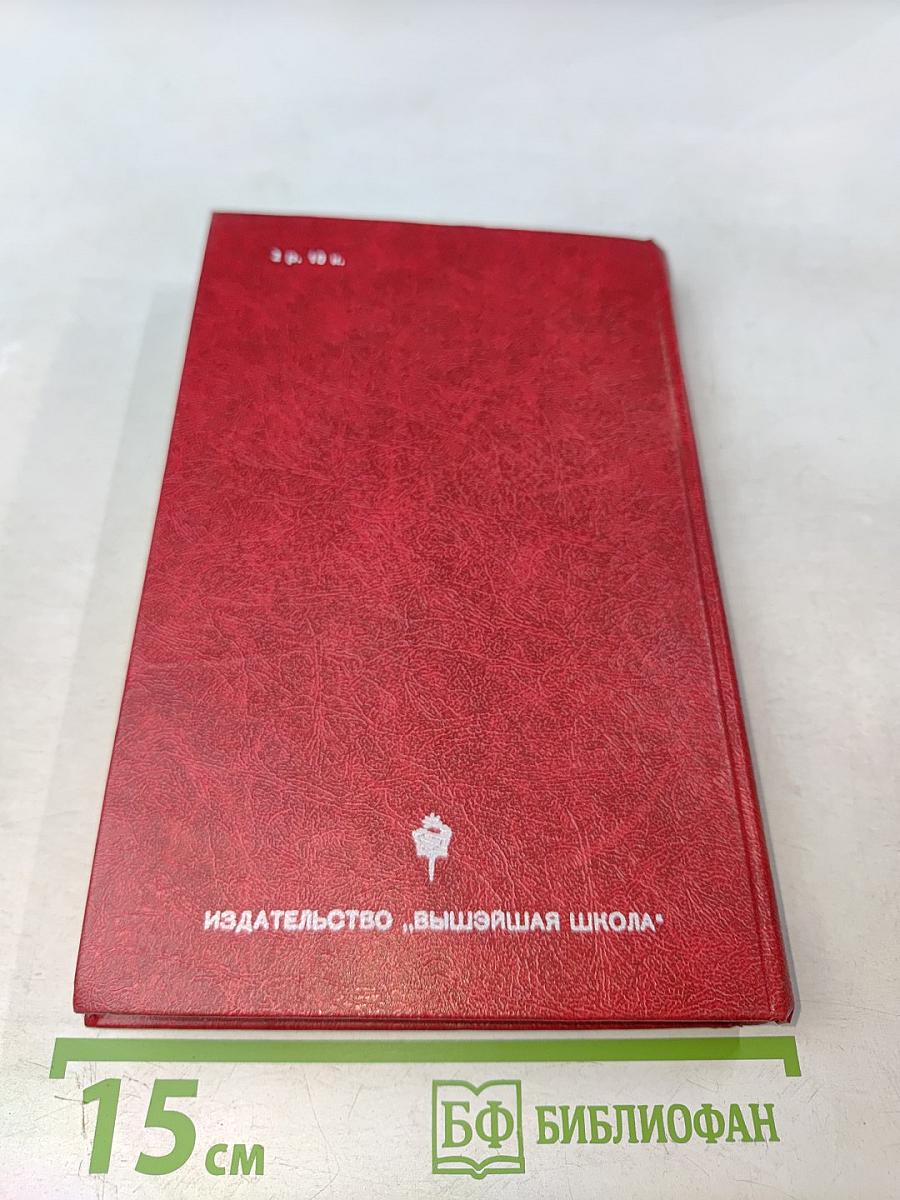 р.
ИЗДАТЕЛЬСТВО „ВЫШЭЙШАЯ ШКОЛА"
15 см
БФ БИБЛИОФАН